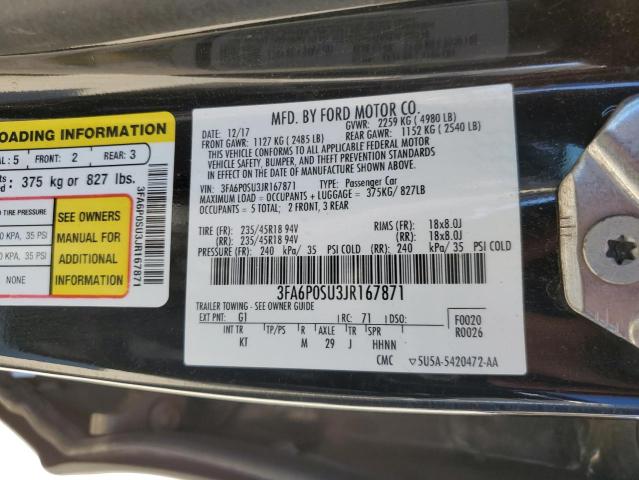 MFD. BY FORD MOTOR CO.
DATE: 12/17 GVWR: 2259 KG ( 4980 LB)
FRONT GAWR: 1127 KG ( 2485 LB) REAR GAWR: 1152 KG ( 2540 LB)
THIS VEHICLE CONFORMS TO ALL APPLICABLE FEDERAL MOTOR
VEHICLE SAFETY, BUMPER, AND THEFT PREVENTION STANDARDS
IN EFFECT ON THE DATE OF MANUFACTURE SHOWN ABOVE.
VIN: 3FA6P0SU3JR167871 TYPE: Passenger Car
MAXIMUM LOAD = OCCUPANTS + LUGGAGE = 375KG/ 827LB
OCCUPANTS = 5 TOTAL; 2 FRONT, 3 REAR
TIRE (FR): 235/45R18 94V RIMS (FR): 18x8.0J
(RR): 235/45R18 94V (RR): 18x8.0J
PRESSURE (FR): 240 kPa/ 35 PSI COLD (RR): 240 kPa/ 35 PSI COLD
3FA6P0SU3JR167871
TRAILER TOWING - SEE OWNER GUIDE
EXT PNT: G1 RC: 71 DSO: F0020
INT TR TP/PS R AXLE TR SPR R0026
KT M 29 J HHNN
CMC ▽5U5A-5420472-AA
OADING INFORMATION
AL: 5 FRONT: 2 REAR: 3
375 kg or 827 lbs.
TIRE PRESSURE
KPA, 35 PSI
KPA, 35 PSI
NONE
SEE OWNERS
MANUAL FOR
ADDITIONAL
INFORMATION
3FA6P0SU3JR167871